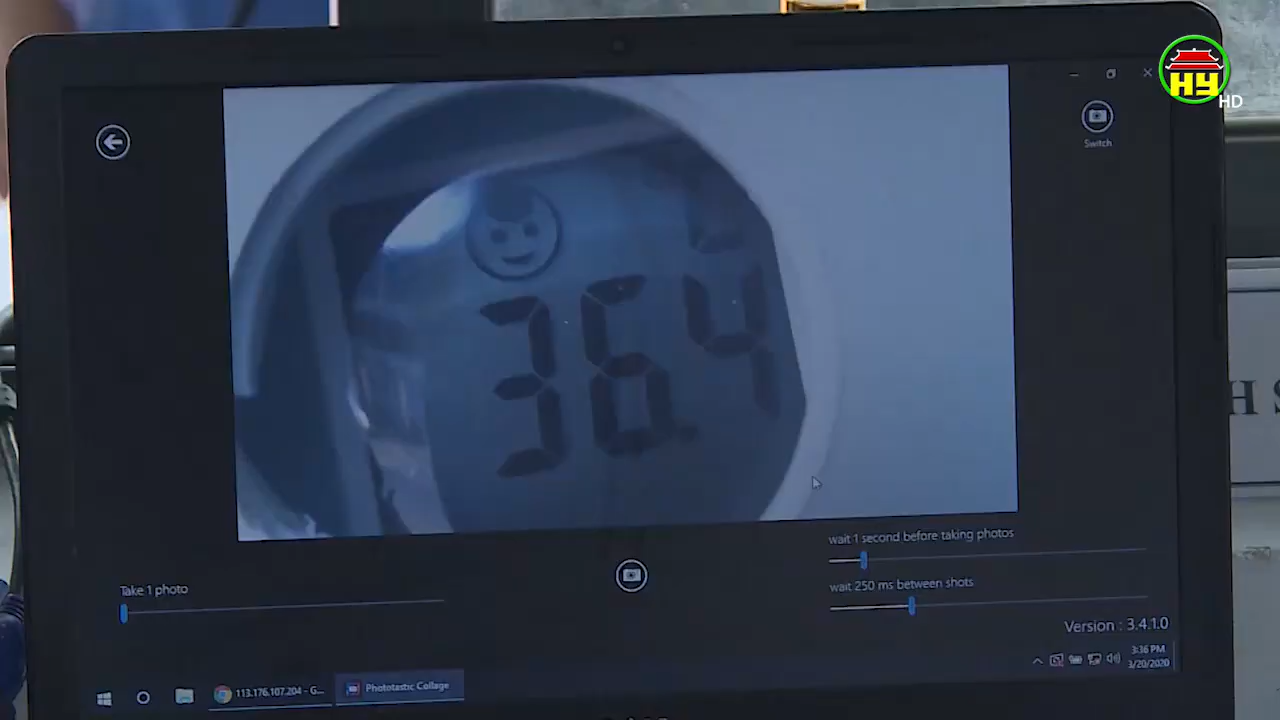 HY
HD
Switch
36.4
H S
wait 1 second before taking photos
Take 1 photo
wait 250 ms between shots
Version : 3.4.1.0
3:36 PM
3/20/2020
113.176.107.204 - G...
Phototastic Collage